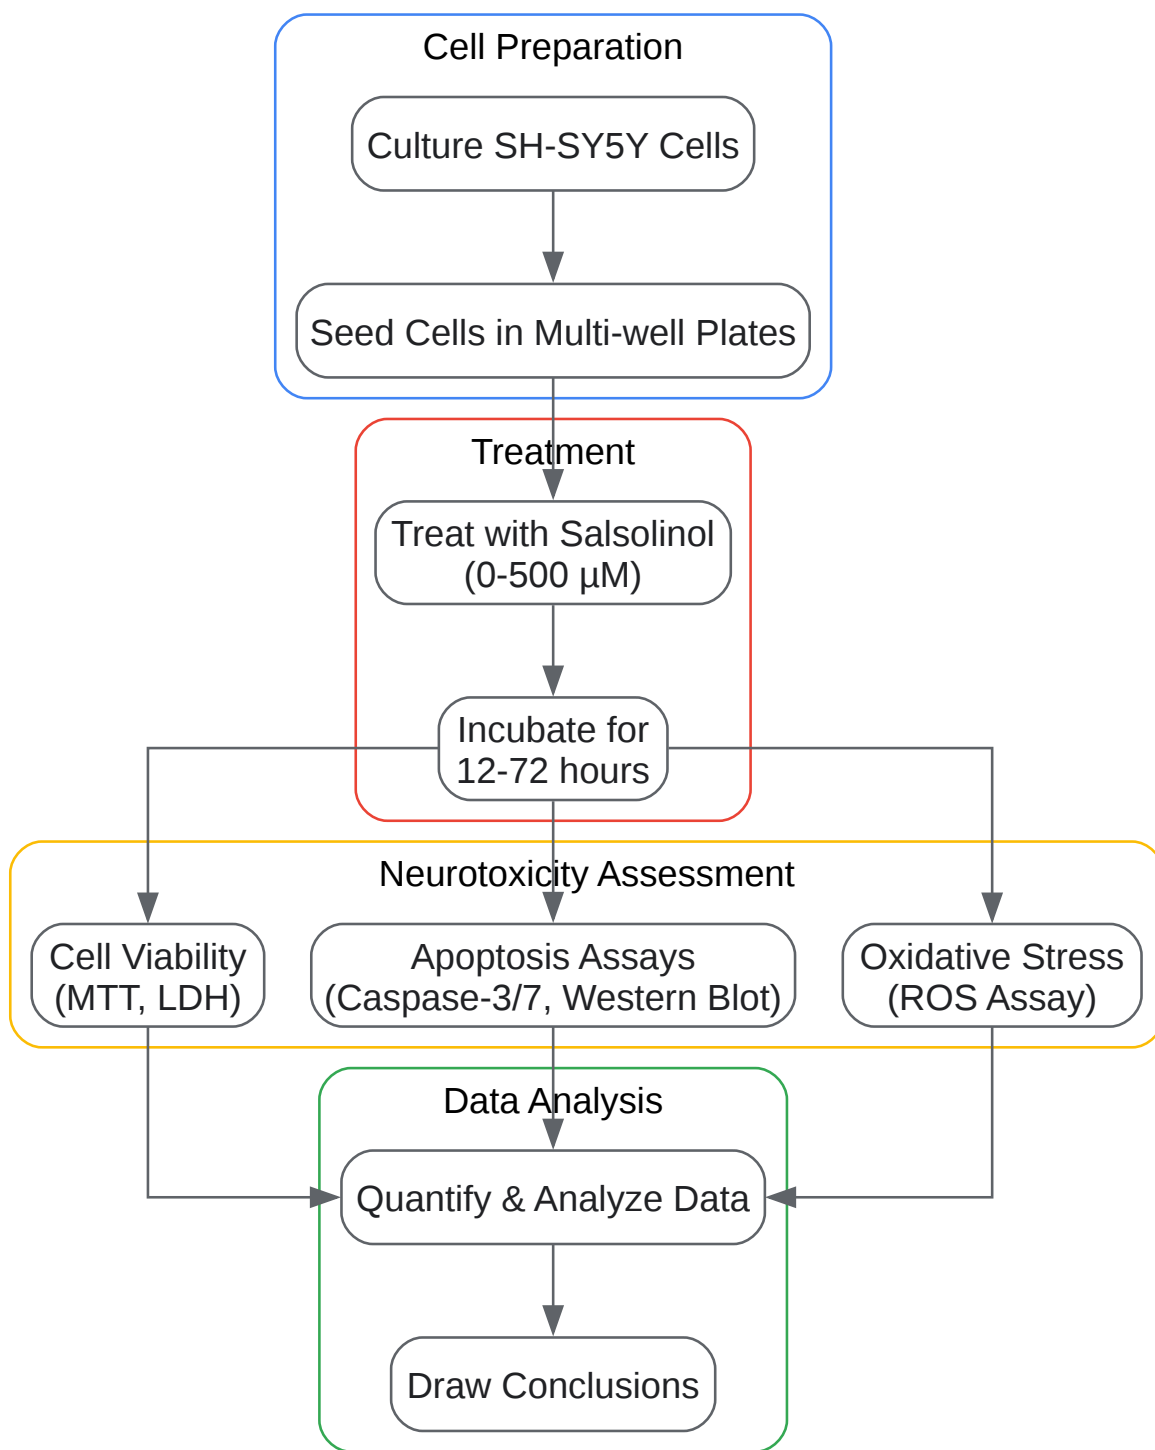 Cell Preparation
Culture SH-SY5Y Cells
Seed Cells in Multi-well Plates
Treatment
Treat with Salsolinol
(0-500 µM)
Incubate for
12-72 hours
Neurotoxicity Assessment
Cell Viability
(MTT, LDH)
Apoptosis Assays
(Caspase-3/7, Western Blot)
Oxidative Stress
(ROS Assay)
Data Analysis
Quantify & Analyze Data
Draw Conclusions